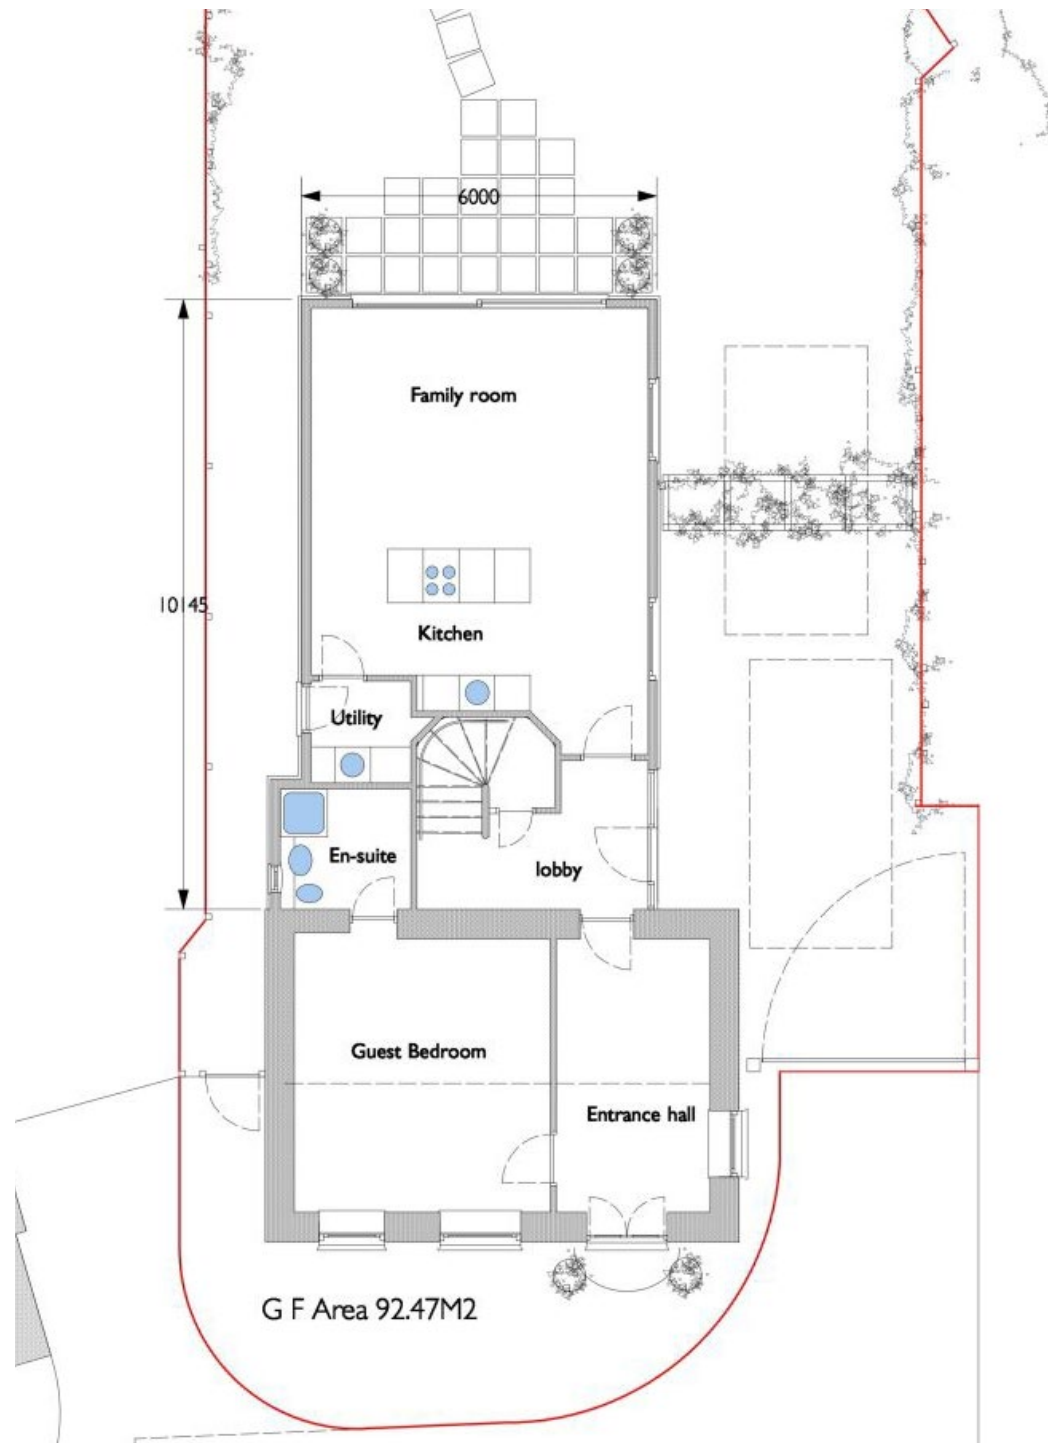 6000
Family room
10145
Kitchen
Utility
En-suite
lobby
Guest Bedroom
Entrance hall
G F Area 92.47M2